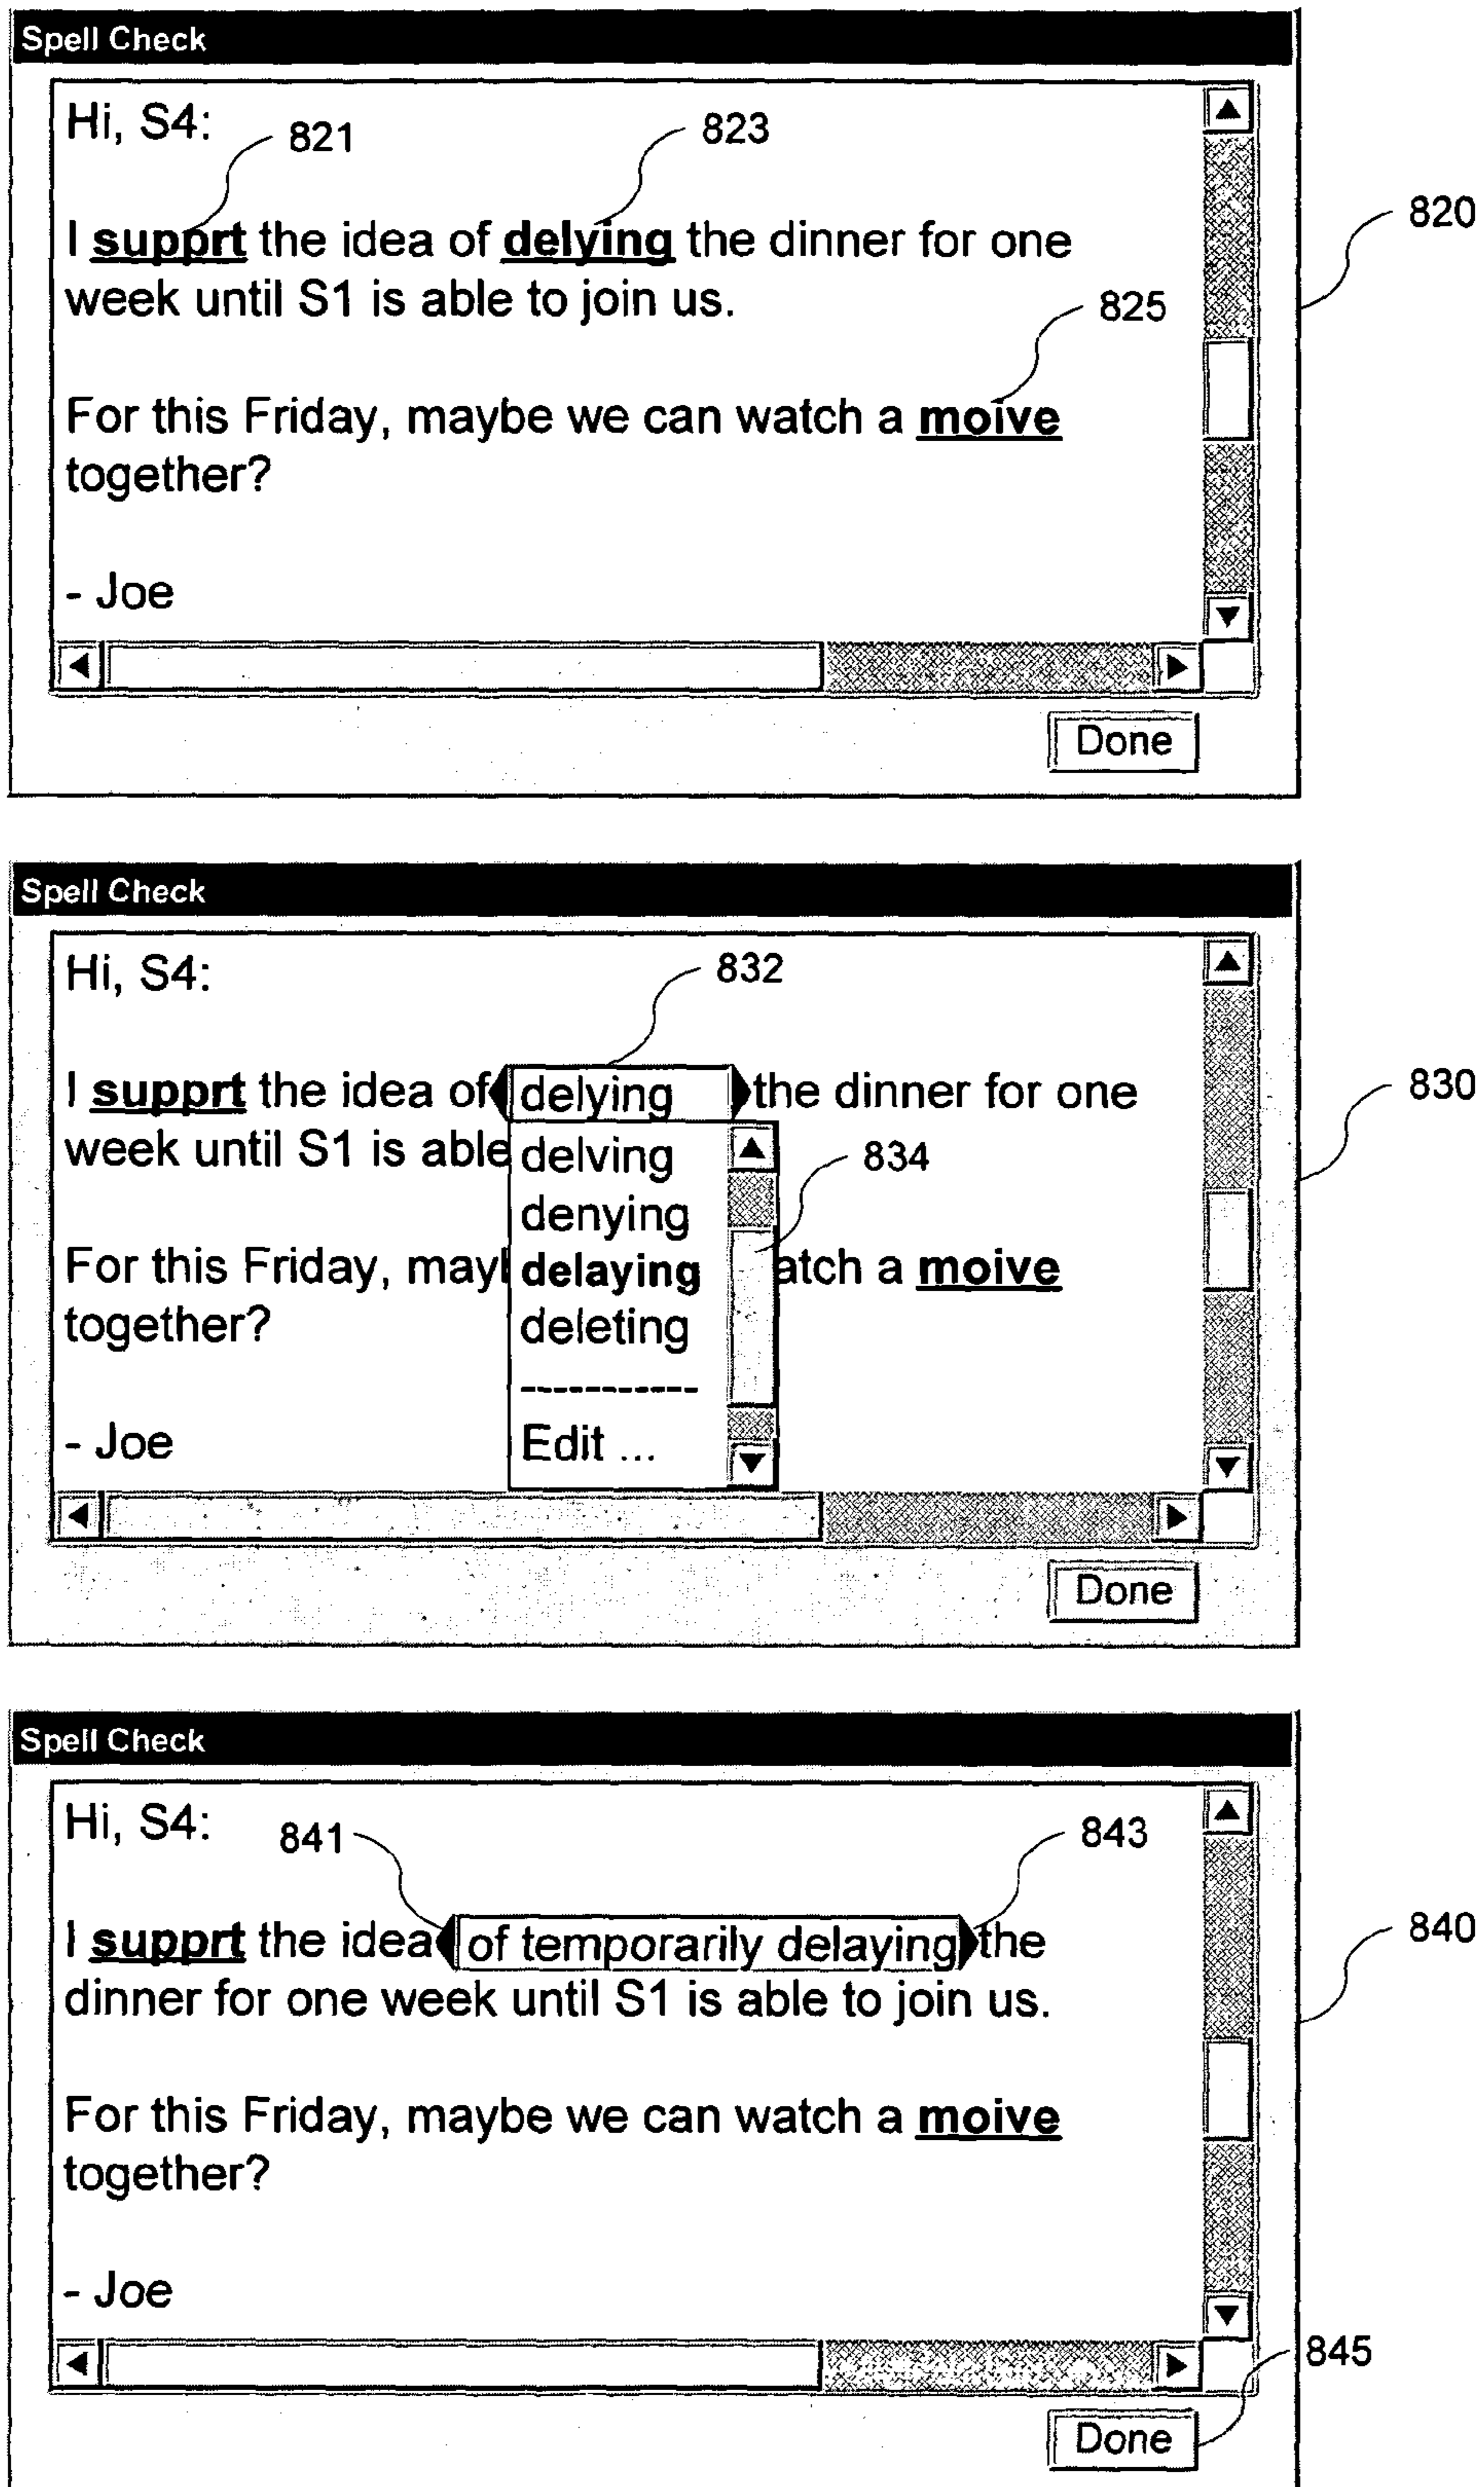 Spell Check
Hi, S4:
821
823
820
I supprt the idea of delying the dinner for one
week until S1 is able to join us.
825
For this Friday, maybe we can watch a moive
together?
- Joe
Done
Spell Check
Hi, S4:
832
I supprt the idea of delying the dinner for one
830
week until S1 is able delving
834
denying
For this Friday, mayb delaying atch a moive
together? deleting
-----------
- Joe Edit ...
Done
Spell Check
Hi, S4:
841
843
840
I supprt the idea of temporarily delaying the
dinner for one week until S1 is able to join us.
For this Friday, maybe we can watch a moive
together?
- Joe
845
Done